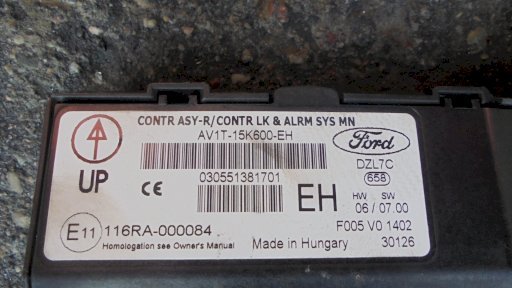 CONTR ASY-R/CONTR LK & ALRM SYS MN
AV1T-15K600-EH
Ford
DZL7C
658
UP
CE
030551381701
EH
HW SW
06 / 07.00
F005 V0 1402
30126
E11 116RA-000084
Homologation see Owner's Manual
Made in Hungary